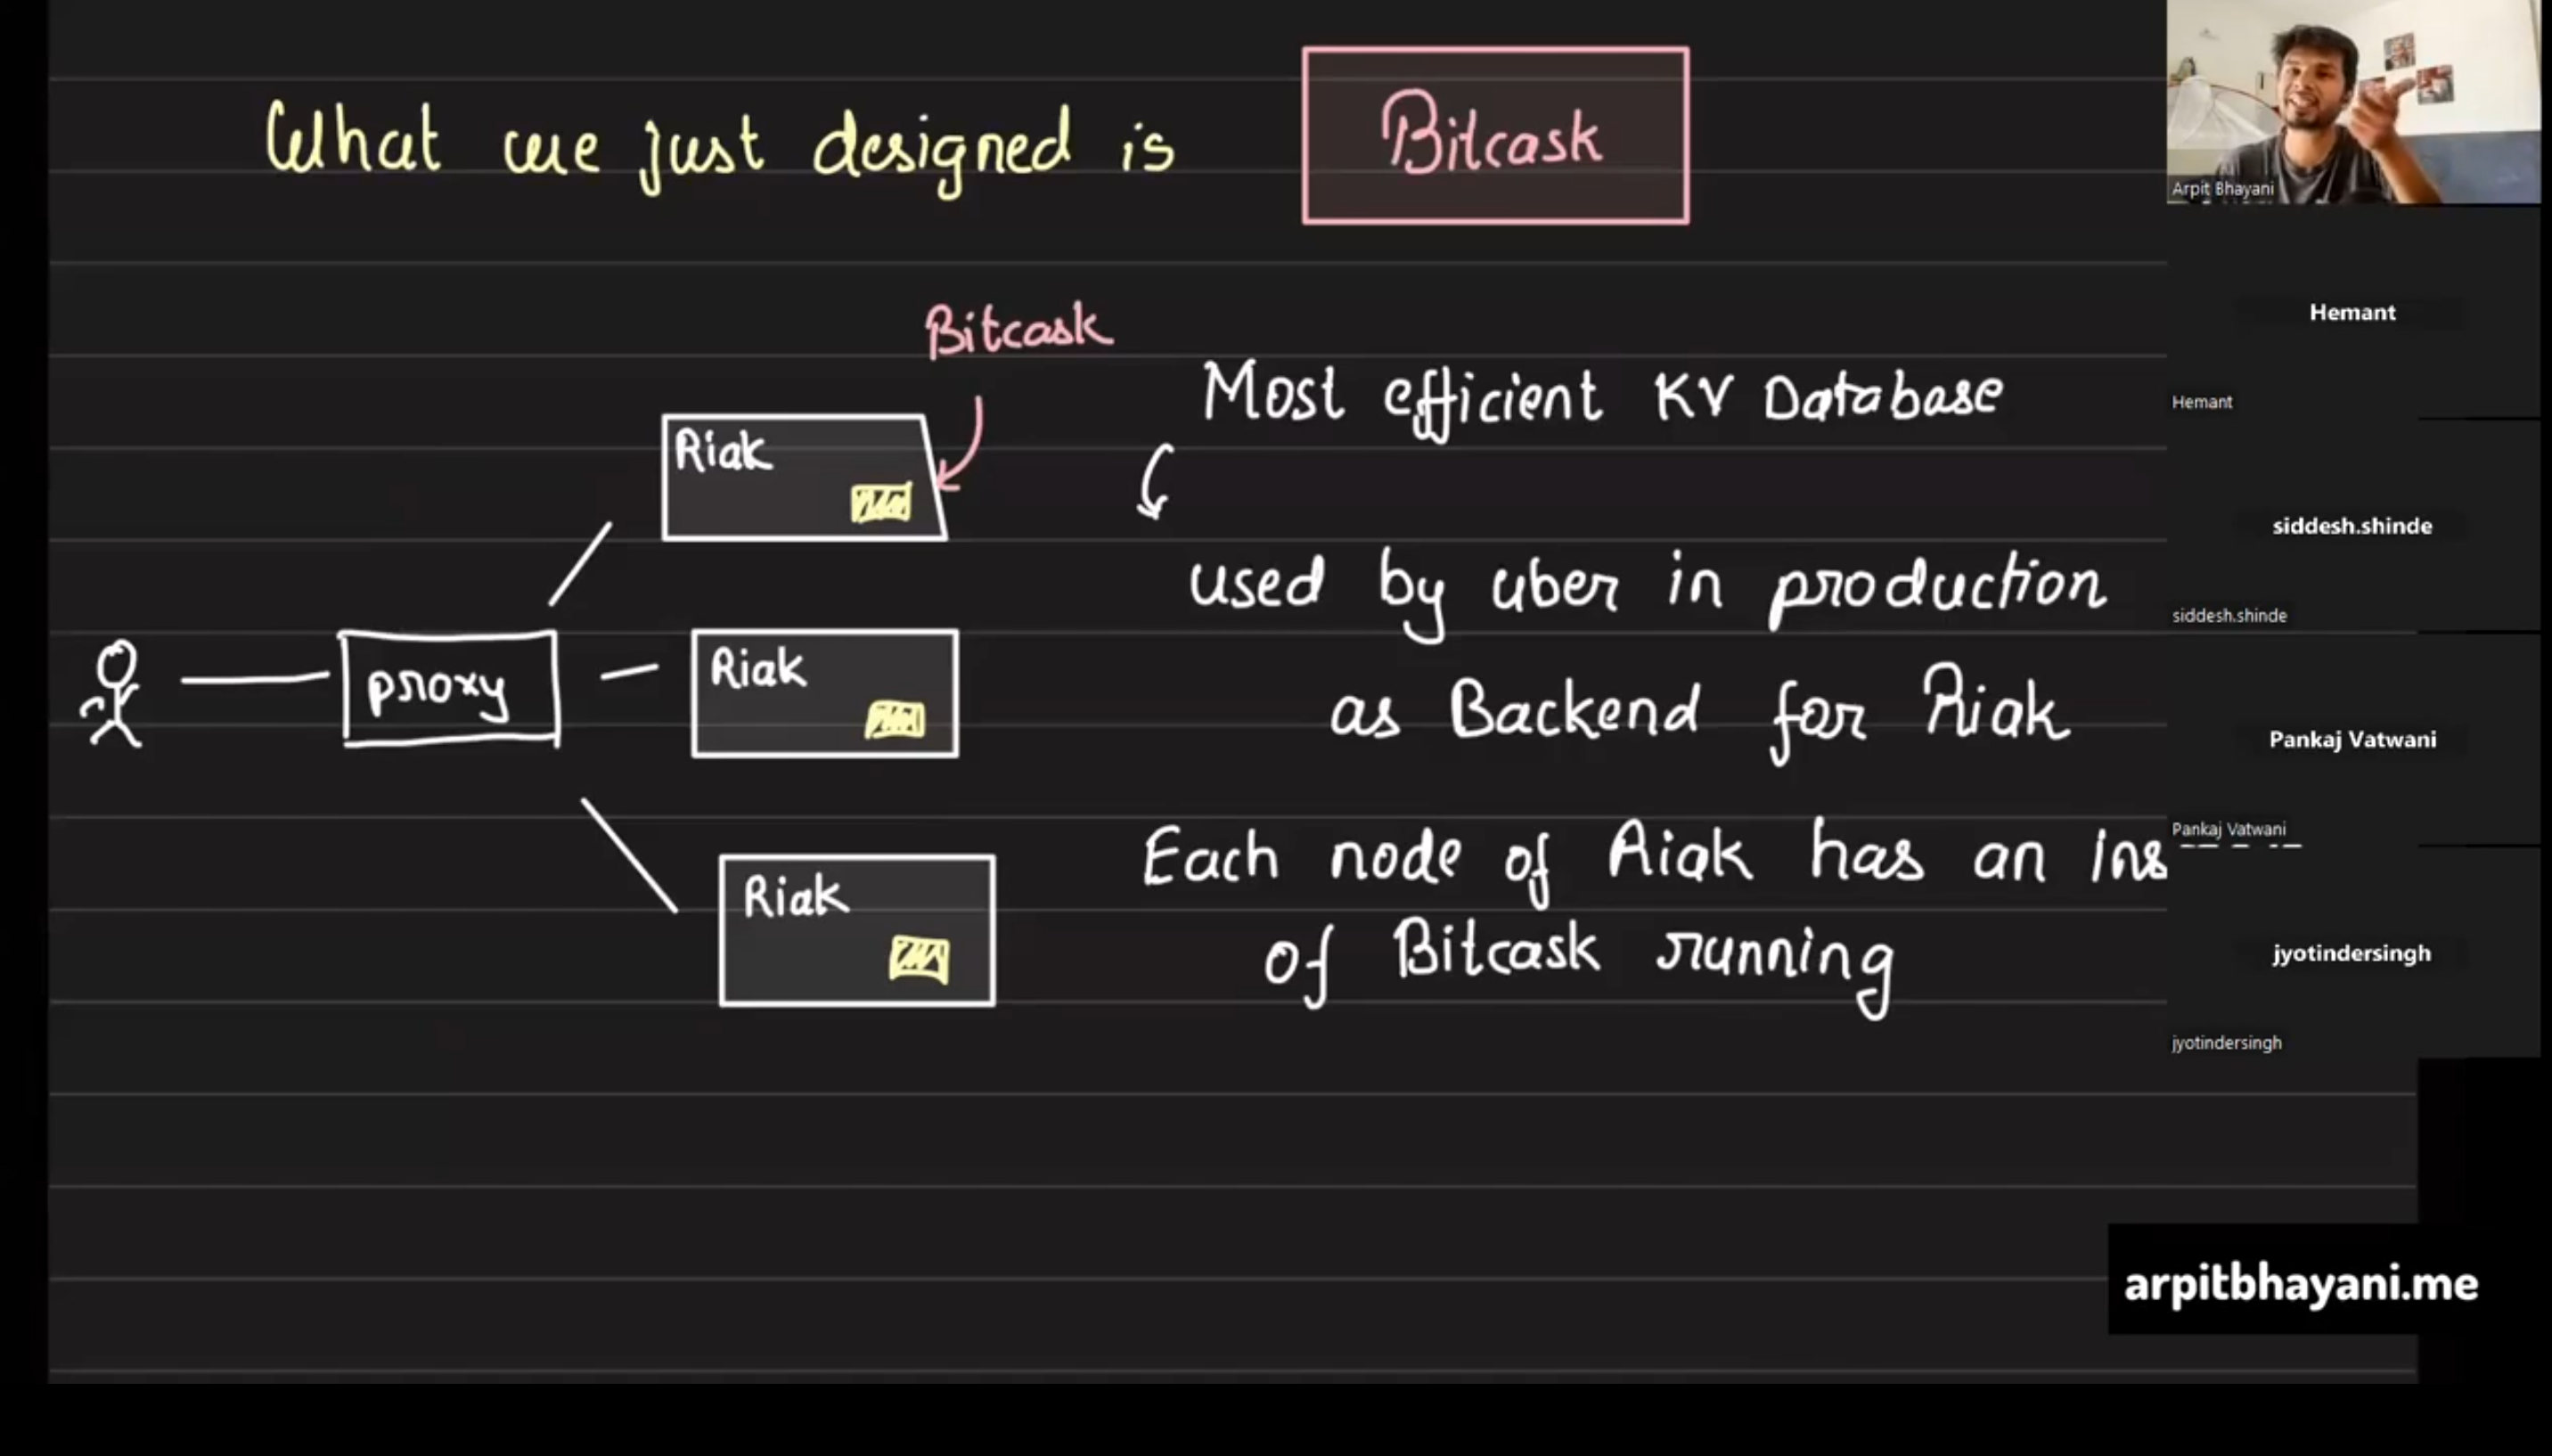 What we just designed is Bitcask
Bitcask
Riak
Riak
Riak
proxy
Most efficient KV Database
used by uber in production
as Backend for Riak
Each node of Riak has an Ins
of Bitcask running
Arpit Bhayani
Hemant
Hemant
siddesh.shinde
siddesh.shinde
Pankaj Vatwani
Pankaj Vatwani
jyotindersingh
jyotindersingh
arpitbhayani.me